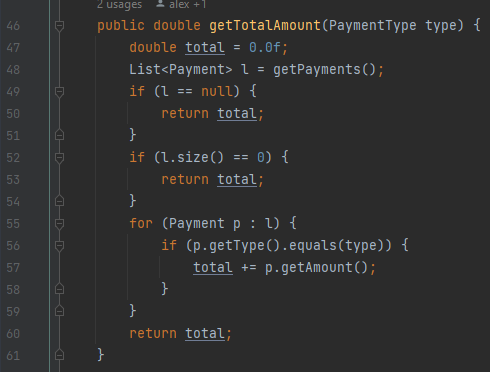 2 usages alex +1
46 public double getTotalAmount(PaymentType type) {
47 double total = 0.0f;
48 List<Payment> l = getPayments();
49 if (l == null) {
50 return total;
51 }
52 if (l.size() == 0) {
53 return total;
54 }
55 for (Payment p : l) {
56 if (p.getType().equals(type)) {
57 total += p.getAmount();
58 }
59 }
60 return total;
61 }